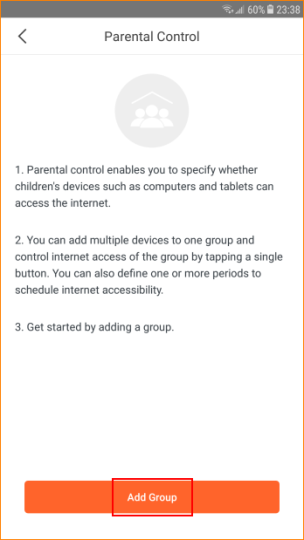 60% 23:38
Parental Control
1. Parental control enables you to specify whether
children's devices such as computers and tablets can
access the internet.
2. You can add multiple devices to one group and
control internet access of the group by tapping a single
button. You can also define one or more periods to
schedule internet accessibility.
3. Get started by adding a group.
Add Group